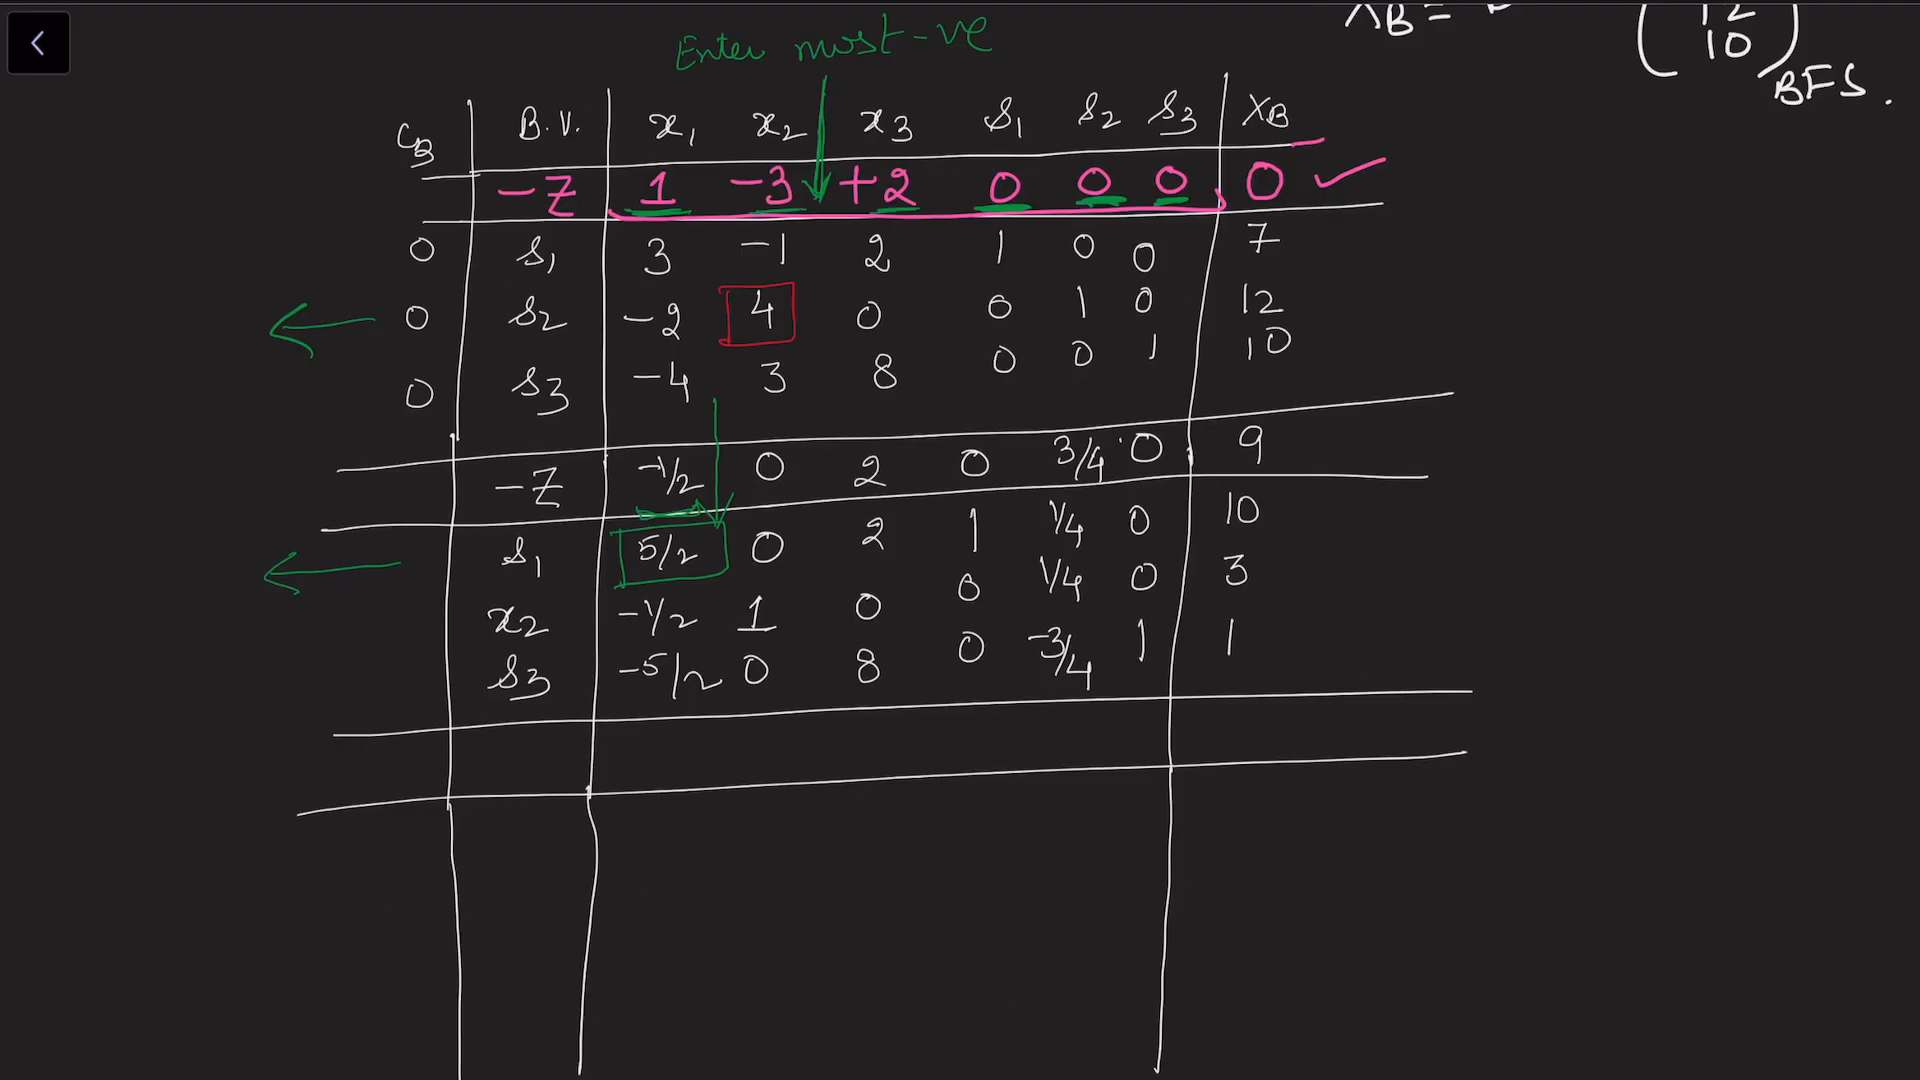 XB =
12
10
BFS.
Enter most -ve
CB B.V. x1 x2 x3 s1 s2 s3 XB
-Z 1 -3 +2 0 0 0 0 ✓
0 s1 3 -1 2 1 0 0 7
0 s2 -2 4 0 0 1 0 12
0 s3 -4 3 8 0 0 1 10
-Z -1/2 0 2 0 3/4 0 9
s1 5/2 0 2 1 1/4 0 10
x2 -1/2 1 0 0 1/4 0 3
s3 -5/2 0 8 0 -3/4 1 1